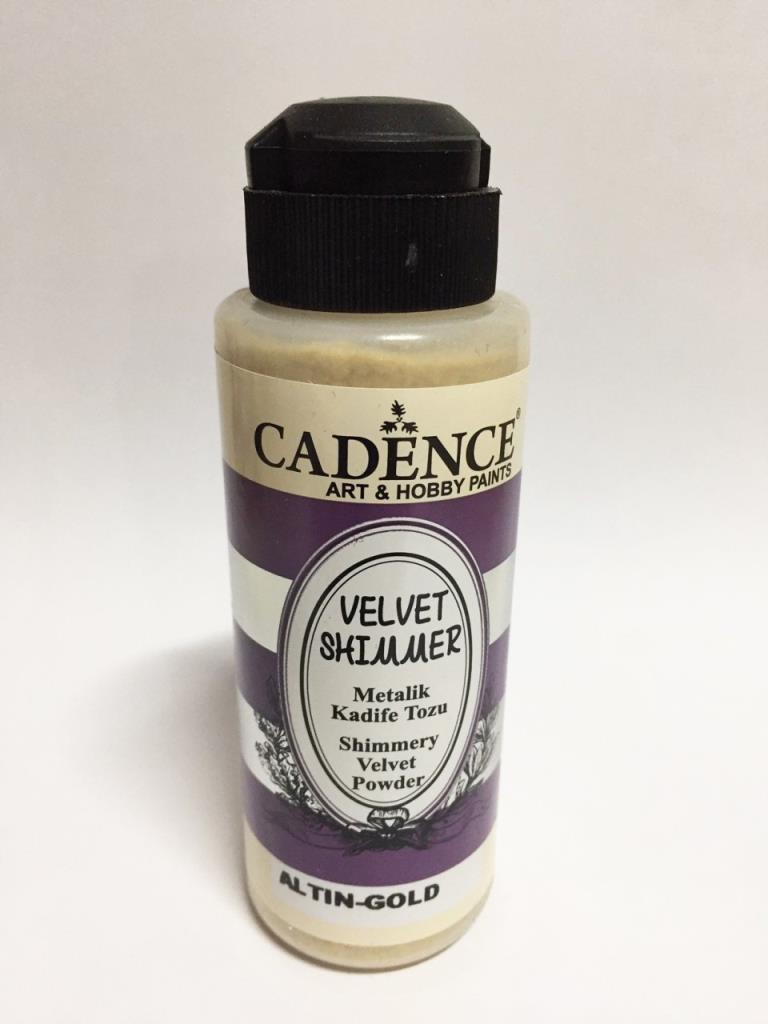 CADENCE®
ART & HOBBY PAINTS
VELVET
SHIMMER
Metalik
Kadife Tozu
Shimmery
Velvet
Powder
ALTIN-GOLD